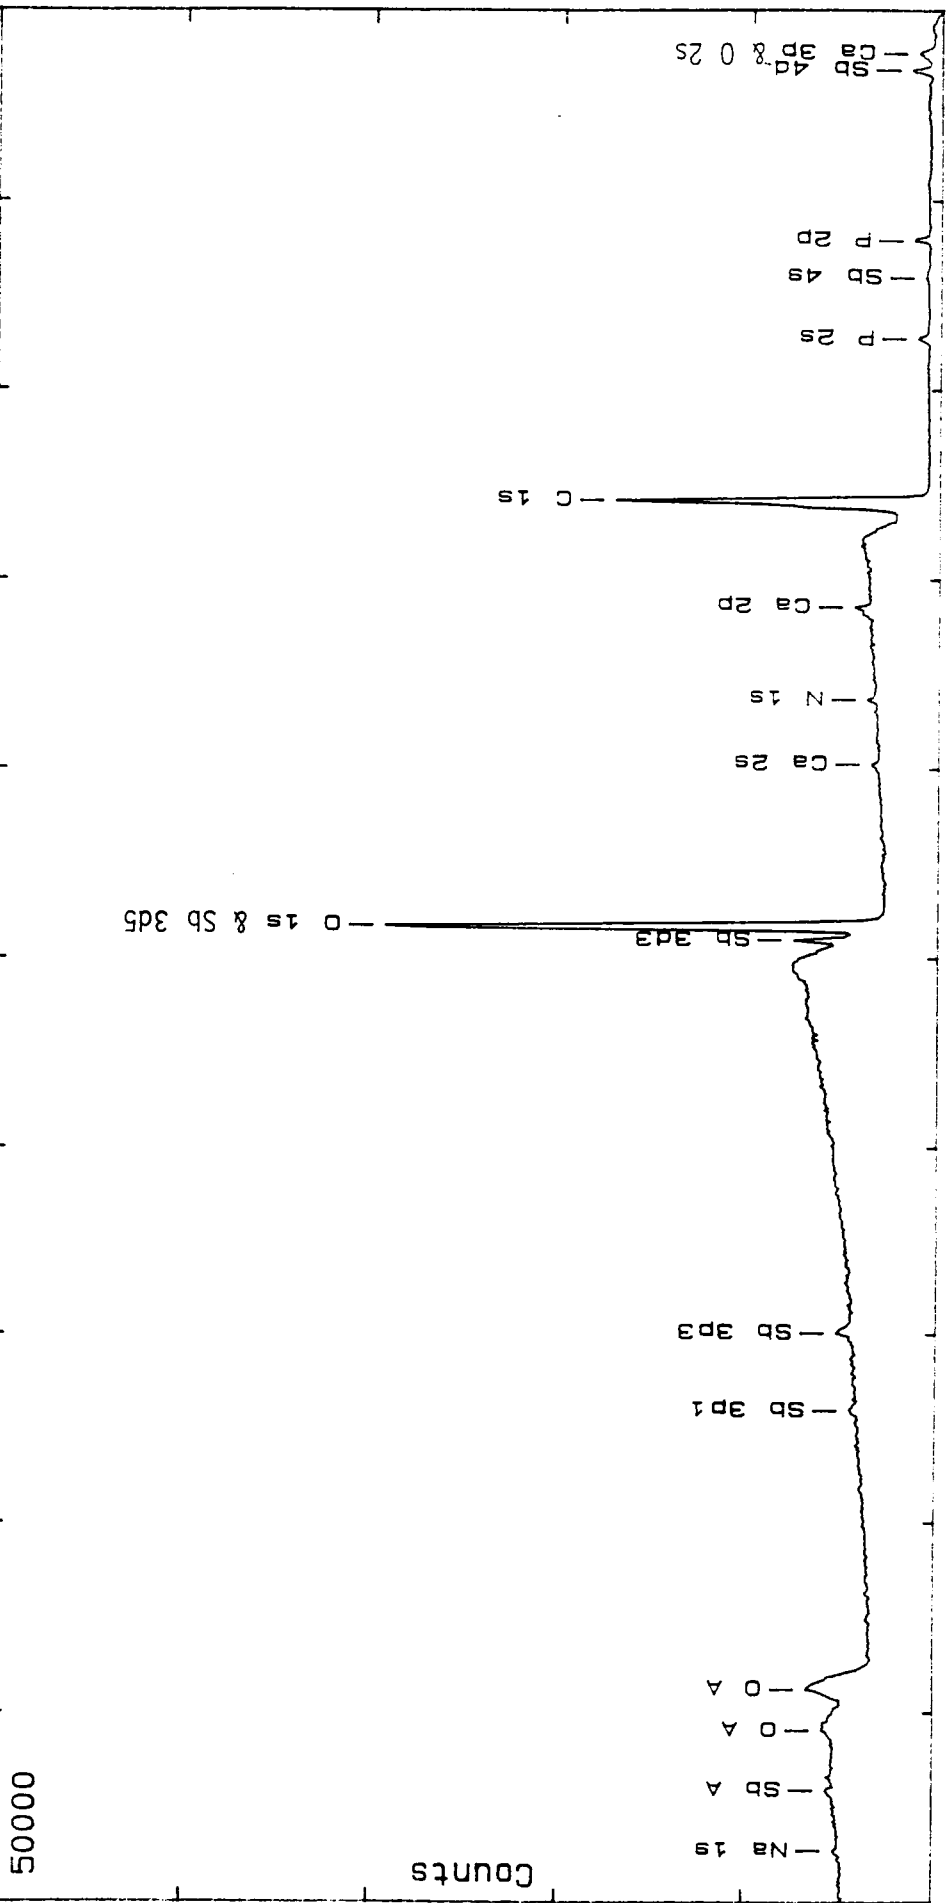 Ca 3p & O 2s
Sb 4d
P 2p
Sb 4s
P 2s
C 1s
Ca 2p
N 1s
Ca 2s
O 1s & Sb 3d5
Sb 3d3
Sb 3p3
Sb 3p1
O A
O A
Sb A
Na 1s
Counts
50000